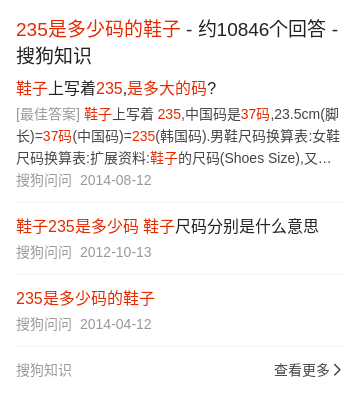 235是多少码的鞋子 - 约10846个回答 -
搜狗知识
鞋子上写着235,是多大的码?
[最佳答案] 鞋子上写着 235,中国码是37码,23.5cm(脚
长)=37码(中国码)=235(韩国码).男鞋尺码换算表:女鞋
尺码换算表:扩展资料:鞋子的尺码(Shoes Size),又…
搜狗问问 2014-08-12
鞋子235是多少码 鞋子尺码分别是什么意思
搜狗问问 2012-10-13
235是多少码的鞋子
搜狗问问 2014-04-12
搜狗知识 查看更多